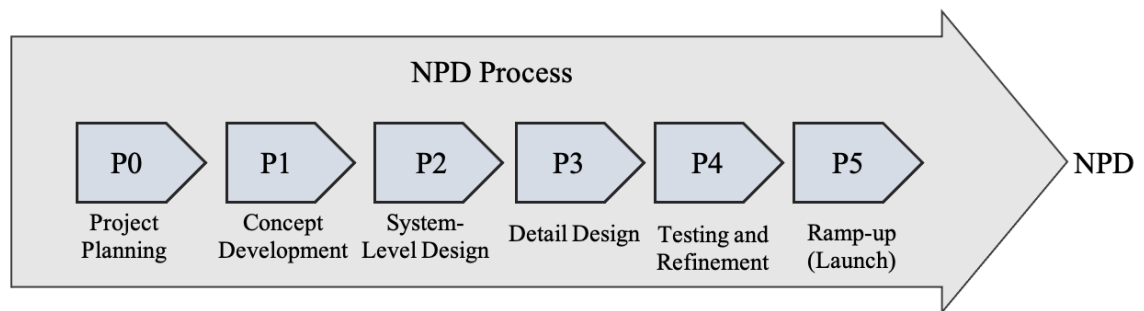 NPD Process
P0
P1
P2
P3
P4
P5
NPD
Project
Planning
Concept
Development
System-
Level Design
Detail Design
Testing and
Refinement
Ramp-up
(Launch)